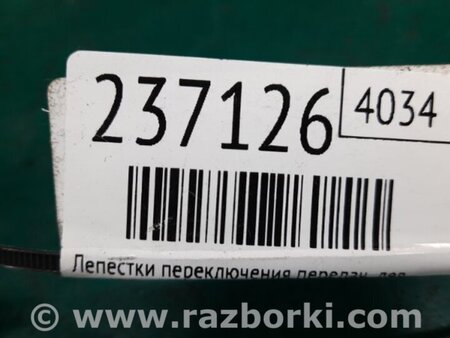 237126 4034
Лепестки переключения
www.razborki.com